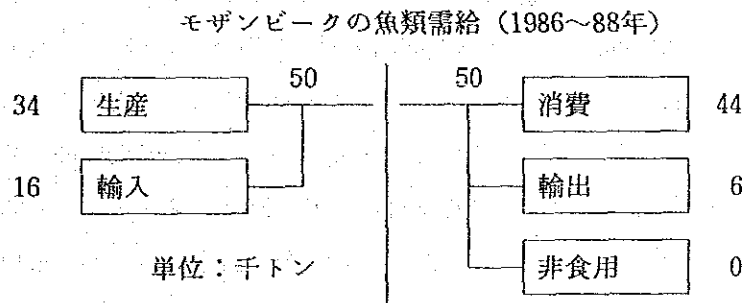 モザンビークの魚類需給（1986～88年）
50 50
34 生産 消費 44
16 輸入 輸出 6
単位：千トン 非食用 0